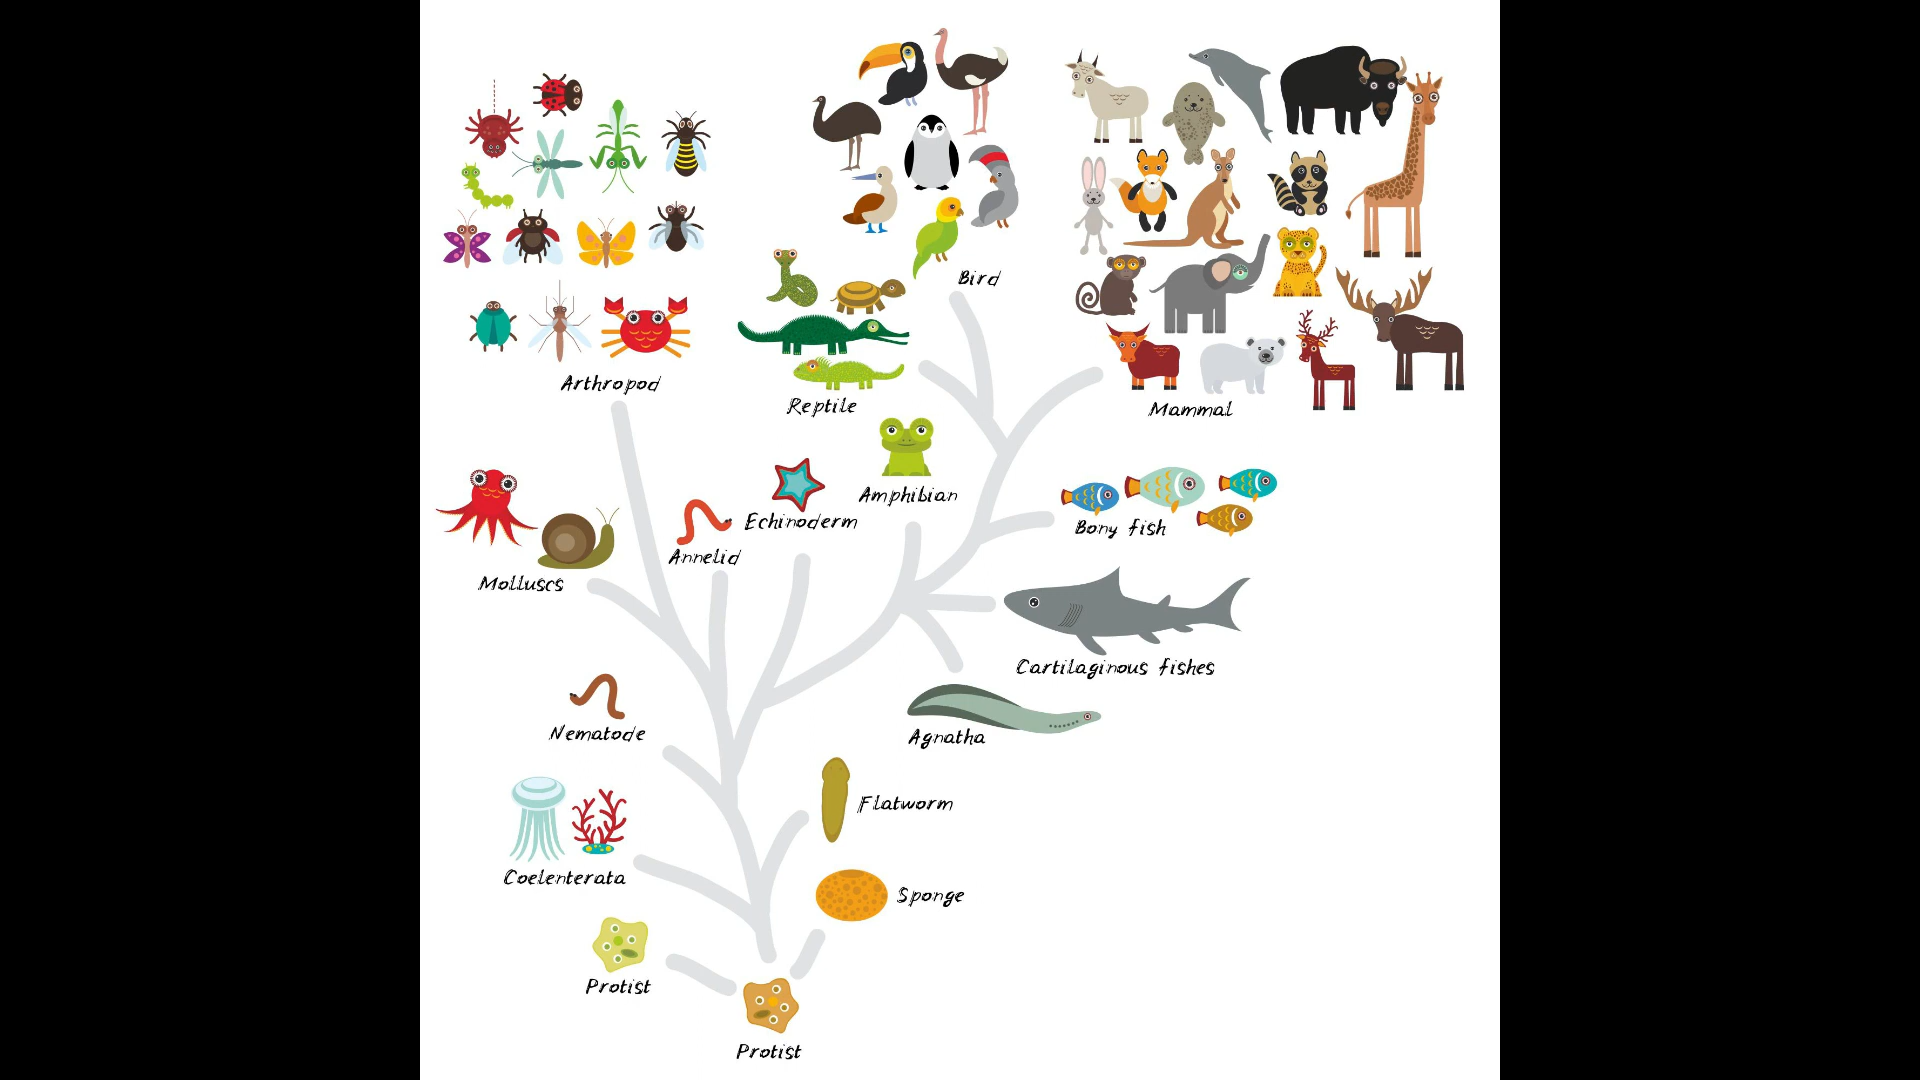 Bird
Arthropod
Reptile
Mammal
Amphibian
Echinoderm
Bony fish
Annelid
Molluscs
Cartilaginous fishes
Nematode
Agnatha
Flatworm
Coelenterata
Sponge
Protist
Protist